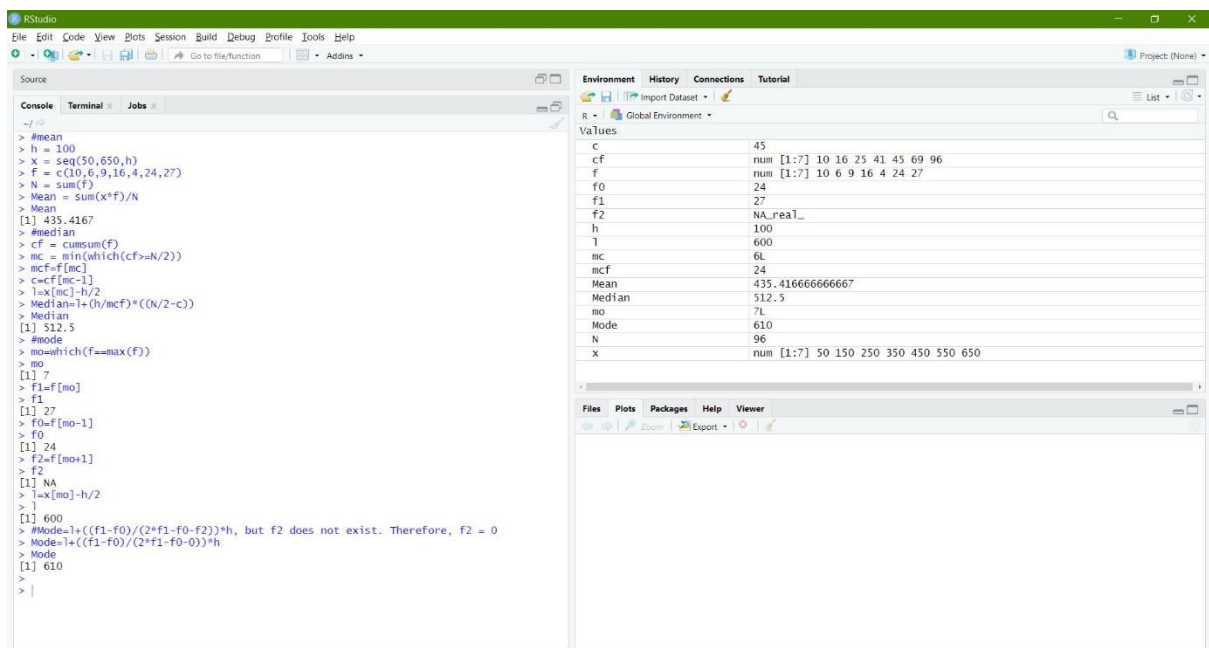 RStudio
File Edit Code View Plots Session Build Debug Profile Tools Help
Go to file/function Addins Project: (None)
Source
Console Terminal Jobs
~/
> #mean
> h = 100
> x = seq(50,650,h)
> f = c(10,6,9,16,4,24,27)
> N = sum(f)
> Mean = sum(x*f)/N
> Mean
[1] 435.4167
> #median
> cf = cumsum(f)
> mc = min(which(cf>=N/2))
> mcf=f[mc]
> c=cf[mc-1]
> l=x[mc]-h/2
> Median=l+(h/mcf)*((N/2-c))
> Median
[1] 512.5
> #mode
> mo=which(f==max(f))
> mo
[1] 7
> f1=f[mo]
> f1
[1] 27
> f0=f[mo-1]
> f0
[1] 24
> f2=f[mo+1]
> f2
[1] NA
> l=x[mo]-h/2
> l
[1] 600
> #Mode=l+((f1-f0)/(2*f1-f0-f2))*h, but f2 does not exist. Therefore, f2 = 0
> Mode=l+((f1-f0)/(2*f1-f0-0))*h
> Mode
[1] 610
>
>
Environment History Connections Tutorial
Import Dataset List
R Global Environment
Values
c 45
cf num [1:7] 10 16 25 41 45 69 96
f num [1:7] 10 6 9 16 4 24 27
f0 24
f1 27
f2 NA_real_
h 100
l 600
mc 6L
mcf 24
Mean 435.416666666667
Median 512.5
mo 7L
Mode 610
N 96
x num [1:7] 50 150 250 350 450 550 650
Files Plots Packages Help Viewer
Zoom Export